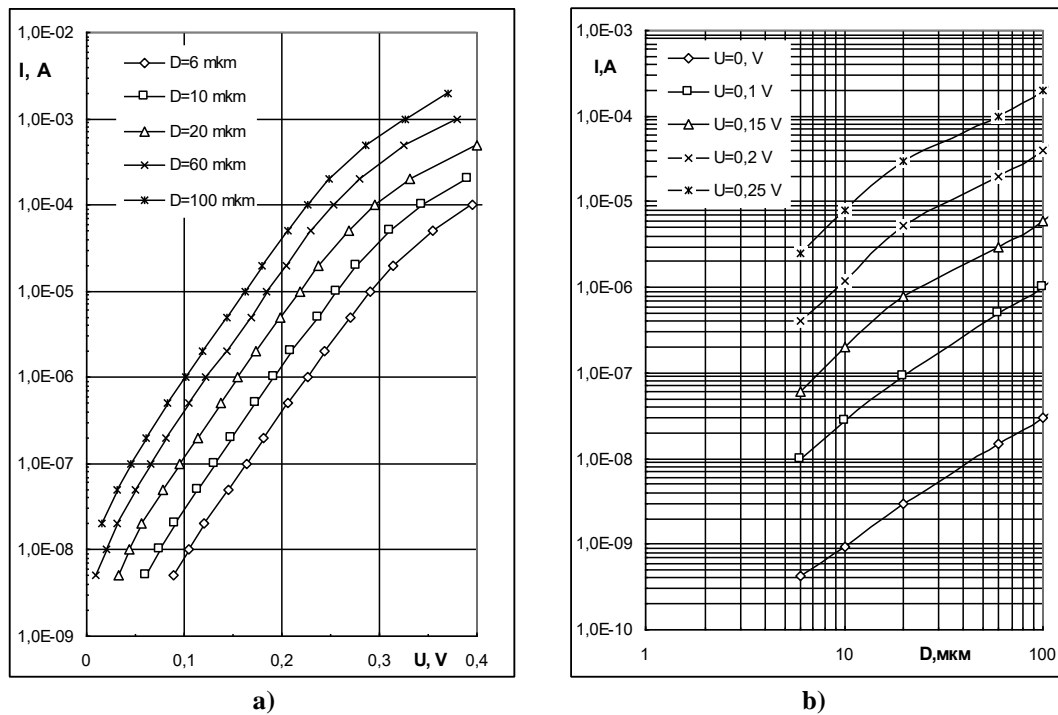 1,0E-02
I, A
D=6 mkm
D=10 mkm
D=20 mkm
D=60 mkm
D=100 mkm
1,0E-03
1,0E-04
1,0E-05
1,0E-06
1,0E-07
1,0E-08
1,0E-09
0
0,1
0,2
0,3
0,4
U, V
a)
1,0E-03
I,A
U=0, V
U=0,1 V
U=0,15 V
U=0,2 V
U=0,25 V
1,0E-04
1,0E-05
1,0E-06
1,0E-07
1,0E-08
1,0E-09
1,0E-10
1
10
D,мкм
100
b)